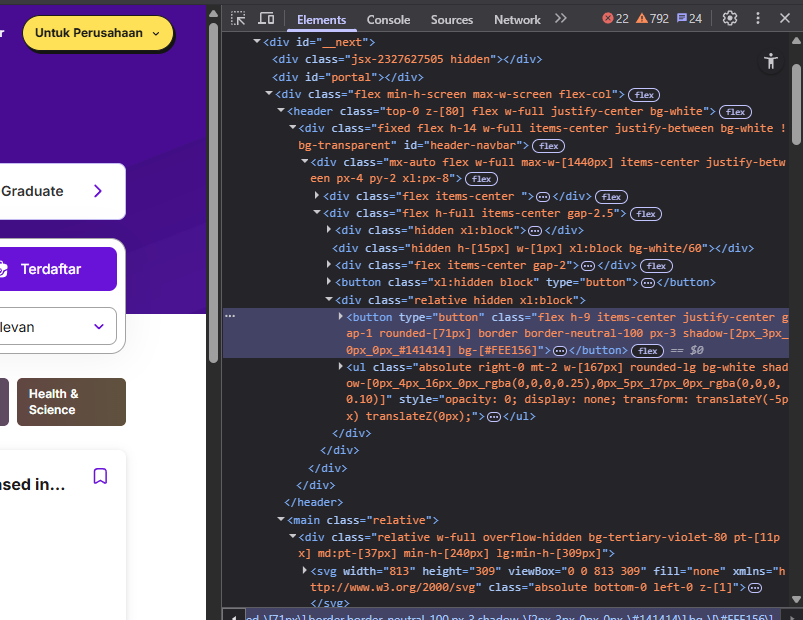 r
Untuk Perusahaan
Graduate
Terdaftar
levan
Health &
Science
ased in...
Elements Console Sources Network 22 792 24
<div id="__next">
<div class="jsx-2327627505 hidden"></div>
<div id="portal"></div>
<div class="flex min-h-screen max-w-screen flex-col"> flex
<header class="top-0 z-[80] flex w-full justify-center bg-white"> flex
<div class="fixed flex h-14 w-full items-center justify-between bg-white !
bg-transparent" id="header-navbar"> flex
<div class="mx-auto flex w-full max-w-[1440px] items-center justify-betw
een px-4 py-2 xl:px-8"> flex
<div class="flex items-center ">…</div> flex
<div class="flex h-full items-center gap-2.5"> flex
<div class="hidden xl:block">…</div>
<div class="hidden h-[15px] w-[1px] xl:block bg-white/60"></div>
<div class="flex items-center gap-2">…</div> flex
<button class="xl:hidden block" type="button">…</button>
<div class="relative hidden xl:block">
… <button type="button" class="flex h-9 items-center justify-center g
ap-1 rounded-[71px] border border-neutral-100 px-3 shadow-[2px_3px_
0px_0px_#141414] bg-[#FEE156]">…</button> flex == $0
<ul class="absolute right-0 mt-2 w-[167px] rounded-lg bg-white shad
ow-[0px_4px_16px_0px_rgba(0,0,0,0.25),0px_5px_17px_0px_rgba(0,0,0,
0.10)]" style="opacity: 0; display: none; transform: translateY(-5p
x) translateZ(0px);">…</ul>
</div>
</div>
</div>
</div>
</header>
<main class="relative">
<div class="relative w-full overflow-hidden bg-tertiary-violet-80 pt-[11p
x] md:pt-[37px] min-h-[240px] lg:min-h-[309px]">
<svg width="813" height="309" viewBox="0 0 813 309" fill="none" xmlns="h
ttp://www.w3.org/2000/svg" class="absolute bottom-0 left-0 z-[1]">…
</svg>